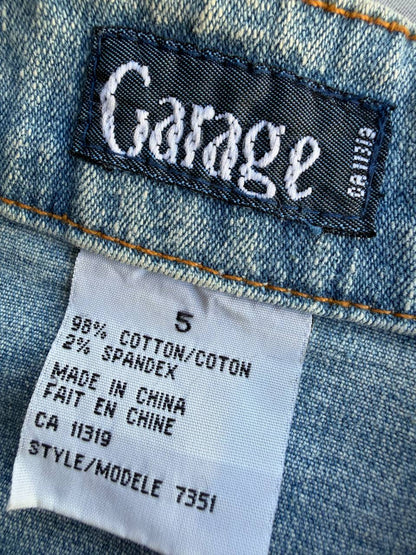 Garage
CA11319
5
98% COTTON/COTON
2% SPANDEX
MADE IN CHINA
FAIT EN CHINE
CA 11319
STYLE/MODELE 7351